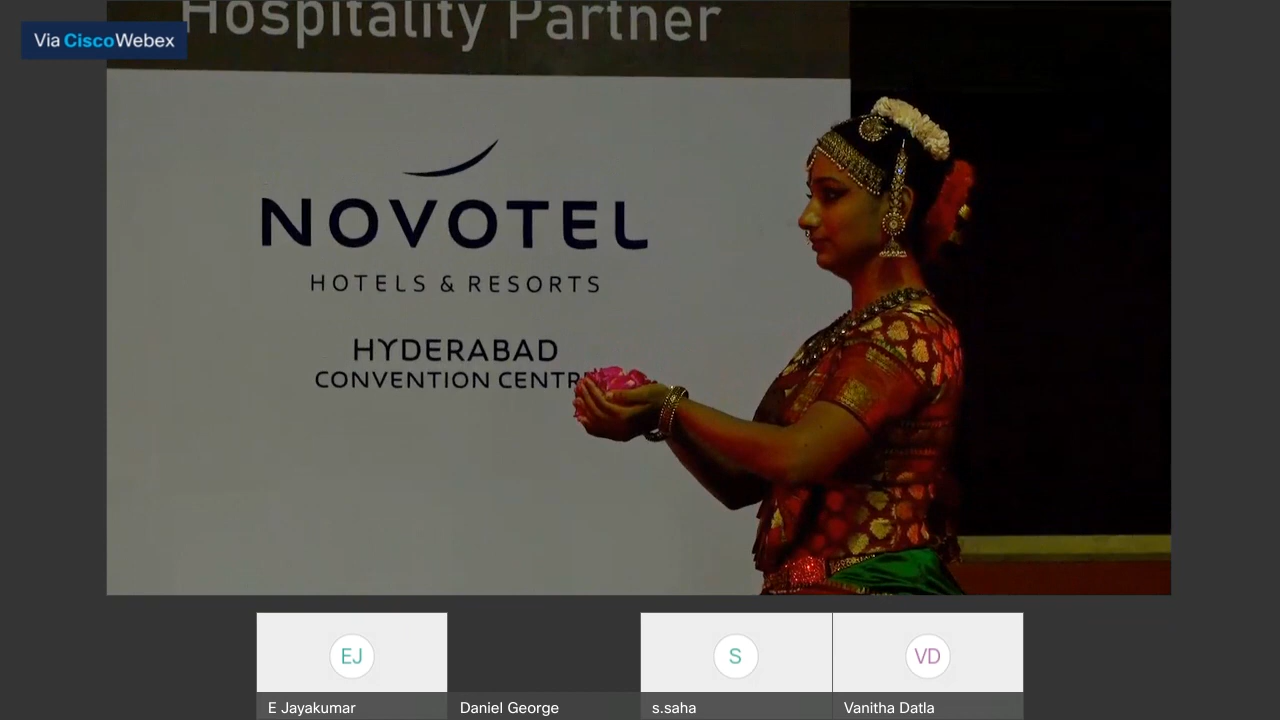 Hospitality Partner
Via CiscoWebex
NOVOTEL
HOTELS & RESORTS
HYDERABAD
CONVENTION CENTR
EJ
S
VD
E Jayakumar
Daniel George
s.saha
Vanitha Datla